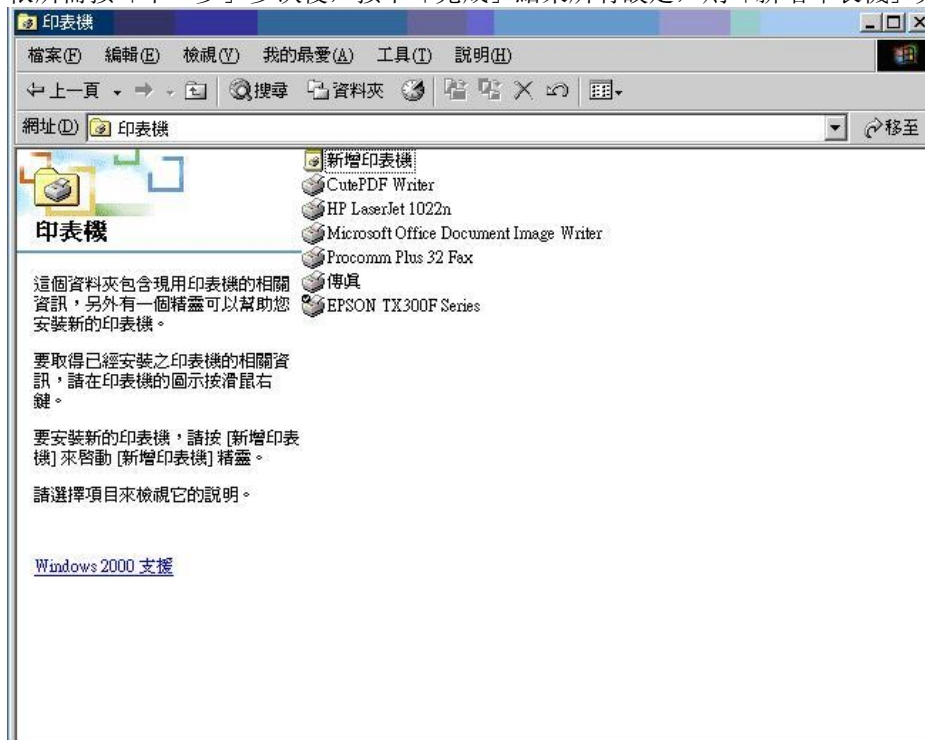 印表機
檔案(F) 編輯(E) 檢視(V) 我的最愛(A) 工具(T) 說明(H)
上一頁 搜尋 資料夾
網址(D) 印表機 移至
印表機
這個資料夾包含現用印表機的相關
資訊，另外有一個精靈可以幫助您
安裝新的印表機。
要取得已經安裝之印表機的相關資
訊，請在印表機的圖示按滑鼠右
鍵。
要安裝新的印表機，請按 [新增印表
機] 來啓動 [新增印表機] 精靈。
請選擇項目來檢視它的說明。
Windows 2000 支援
新增印表機
CutePDF Writer
HP LaserJet 1022n
Microsoft Office Document Image Writer
Procomm Plus 32 Fax
傳真
EPSON TX300F Series